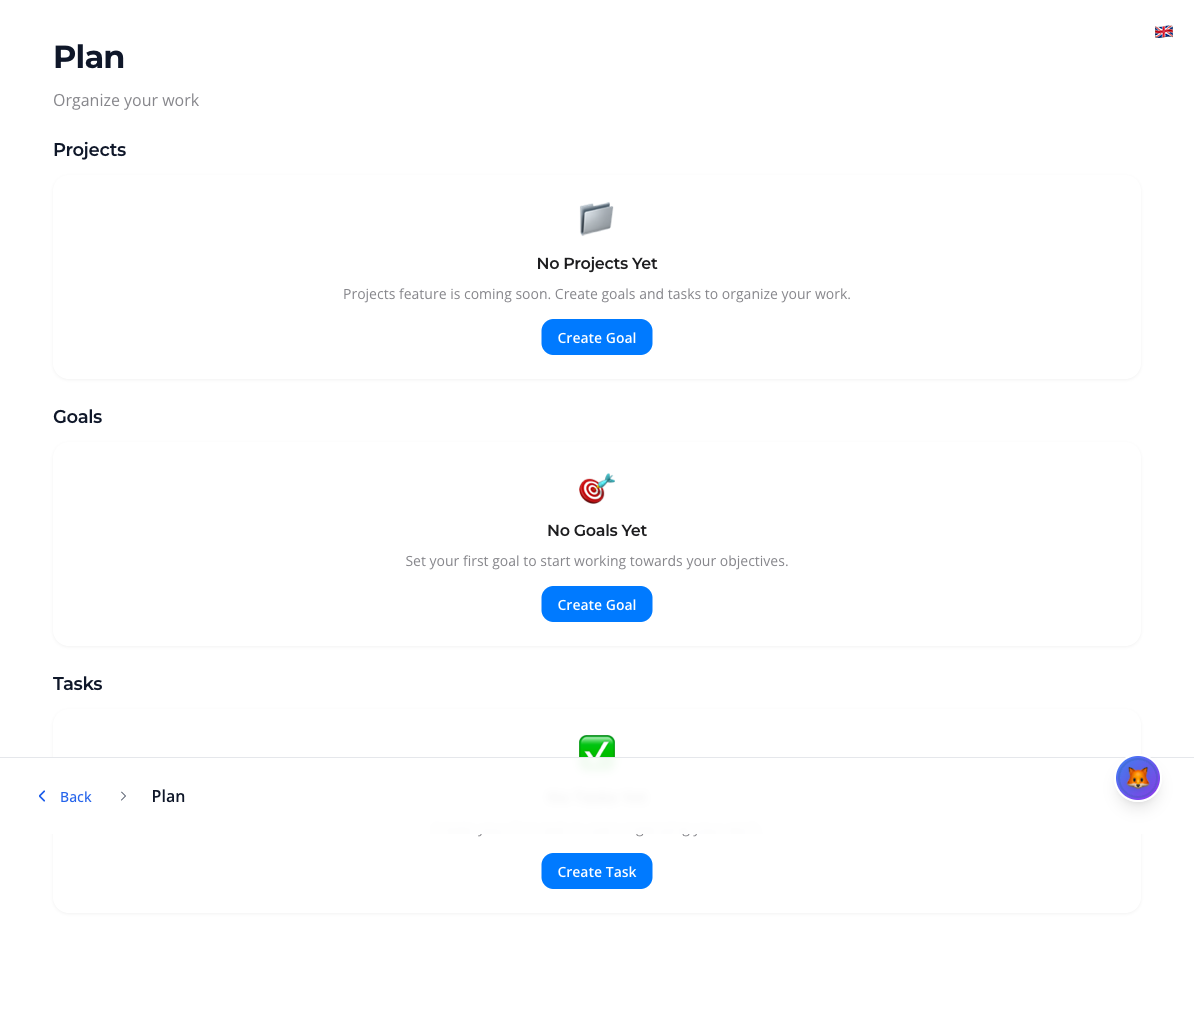 Plan
Organize your work
Projects
No Projects Yet
Projects feature is coming soon. Create goals and tasks to organize your work.
Create Goal
Goals
No Goals Yet
Set your first goal to start working towards your objectives.
Create Goal
Tasks
Back
Plan
Create Task